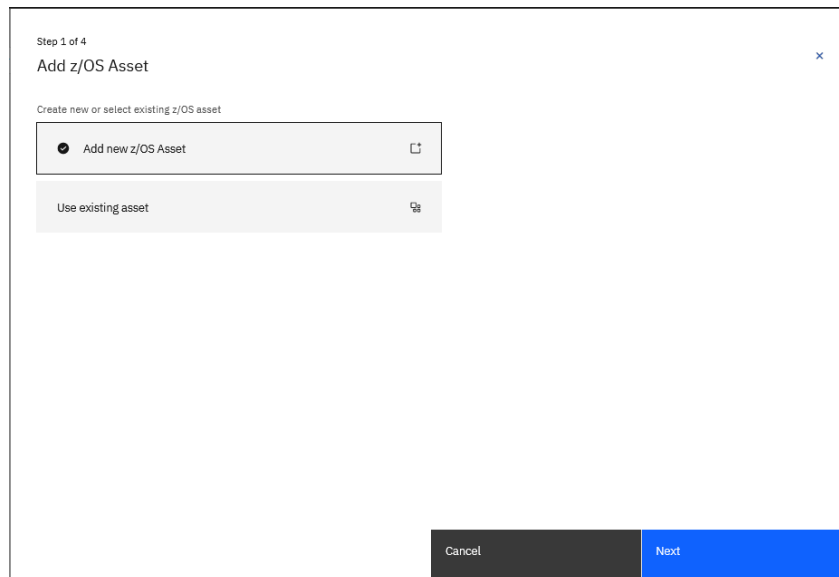 Step 1 of 4
Add z/OS Asset
Create new or select existing z/OS asset
Add new z/OS Asset
Use existing asset
Cancel
Next